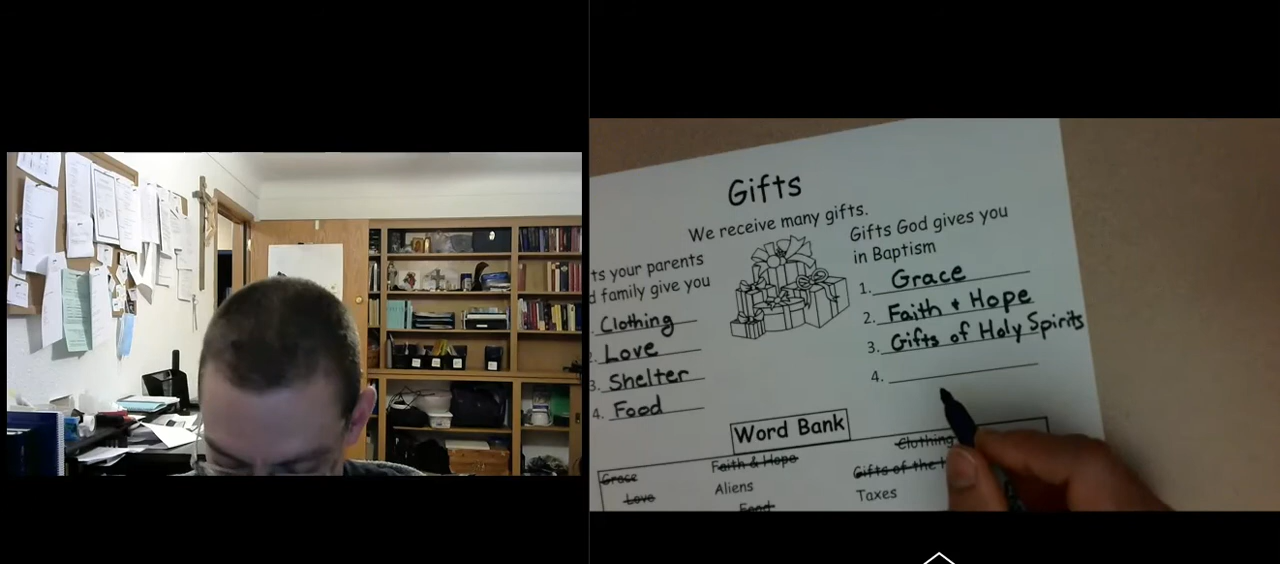 Gifts
We receive many gifts.
ts your parents
d family give you
Clothing
Love
3. Shelter
4. Food
Gifts God gives you
in Baptism
1. Grace
2. Faith + Hope
3. Gifts of Holy Spirits
4.
Word Bank
Grace Faith & Hope Clothing
Love Aliens Gifts of the
Food Taxes